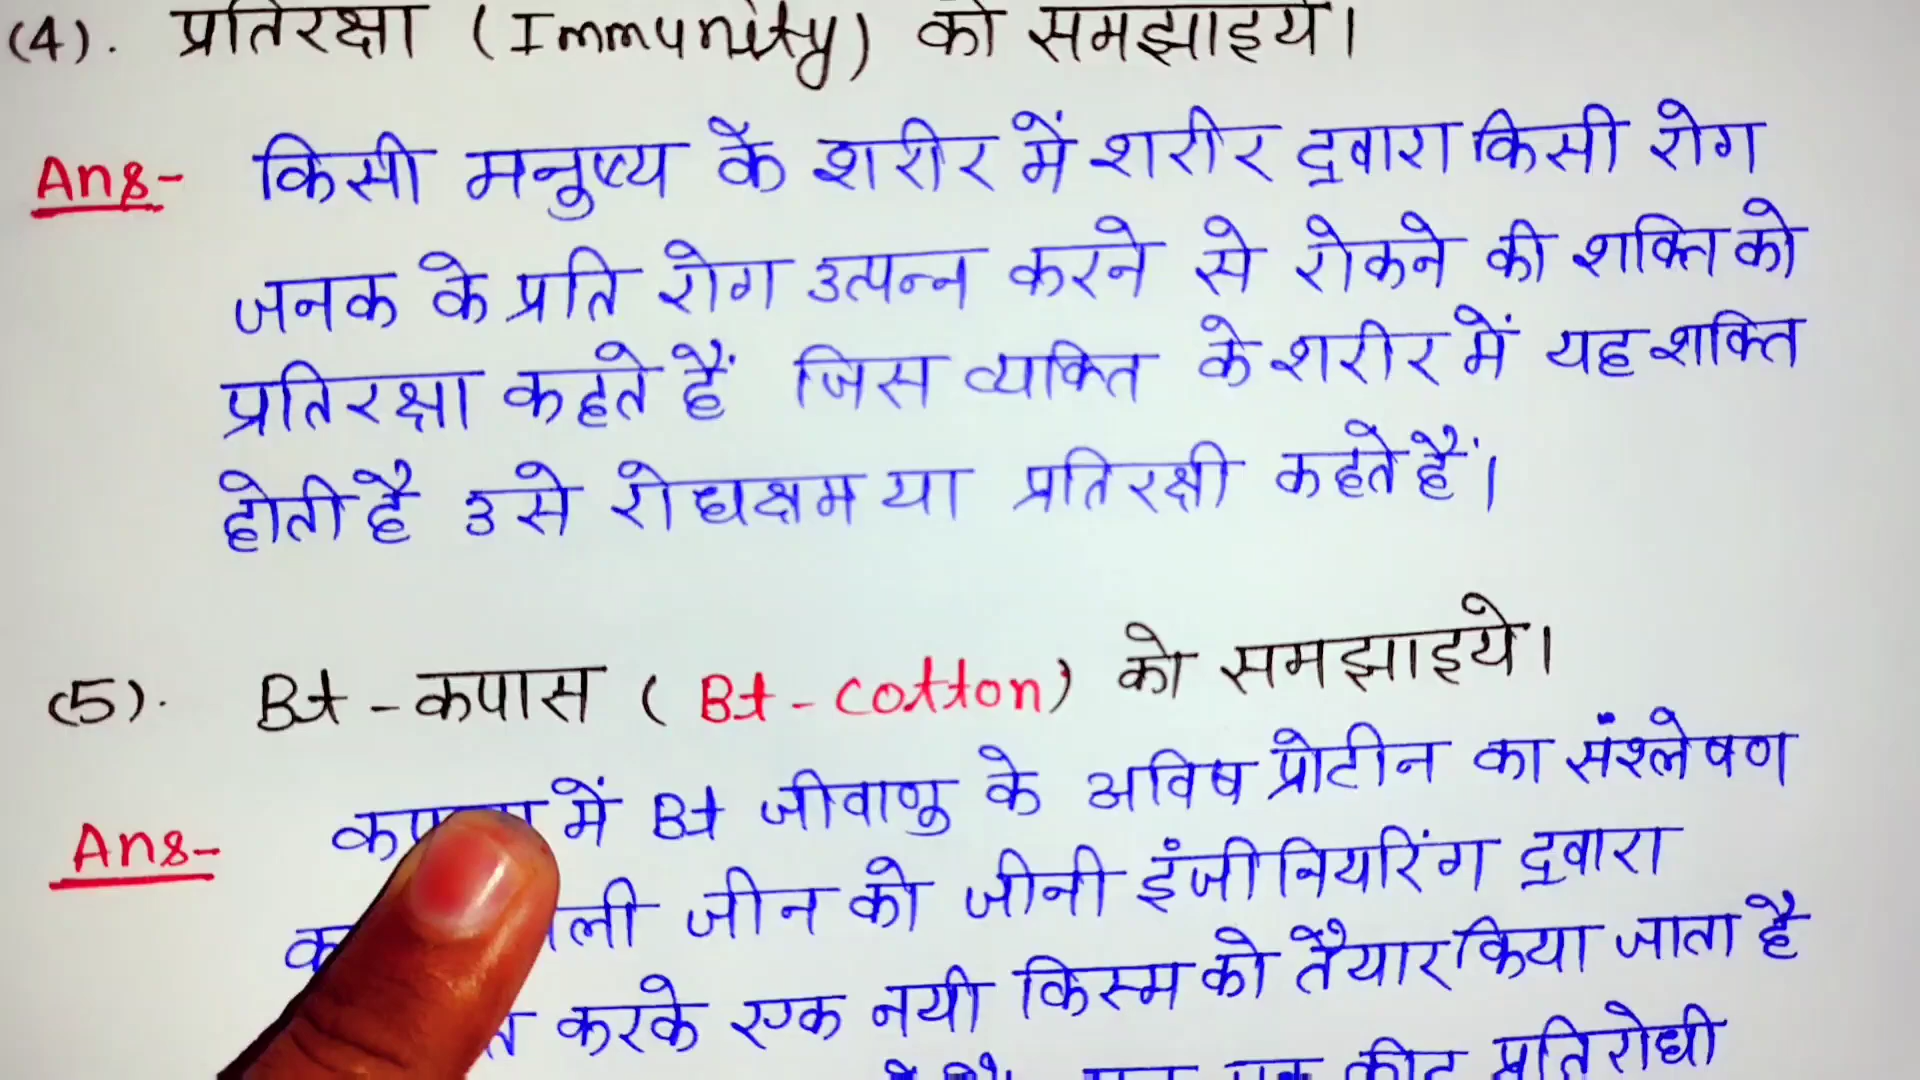 (4). प्रतिरक्षा (Immunity) को समझाइये।
Ans- किसी मनुष्य के शरीर में शरीर द्वारा किसी रोग
जनक के प्रति रोग उत्पन्न करने से रोकने की शक्ति को
प्रतिरक्षा कहते हैं जिस व्यक्ति के शरीर में यह शक्ति
होती है उसे रोधक्षम या प्रतिरक्षी कहते हैं।
(5). Bt - कपास ( Bt - cotton) को समझाइये।
Ans- में Bt जीवाणु के अविष प्रोटीन का संश्लेषण
जीन को जीनी इंजीनियरिंग द्वारा
करके एक नयी किस्म को तैयार किया जाता है
कीट प्रतिरोधी